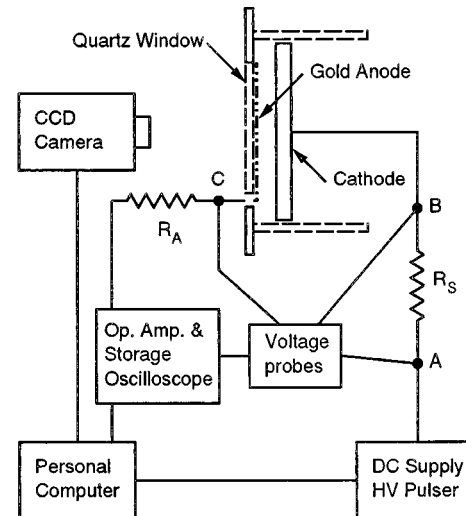 Quartz Window
Gold Anode
CCD
Camera
Cathode
C
B
R_A
R_S
Op. Amp. &
Storage
Oscilloscope
Voltage
probes
A
Personal
Computer
DC Supply
HV Pulser